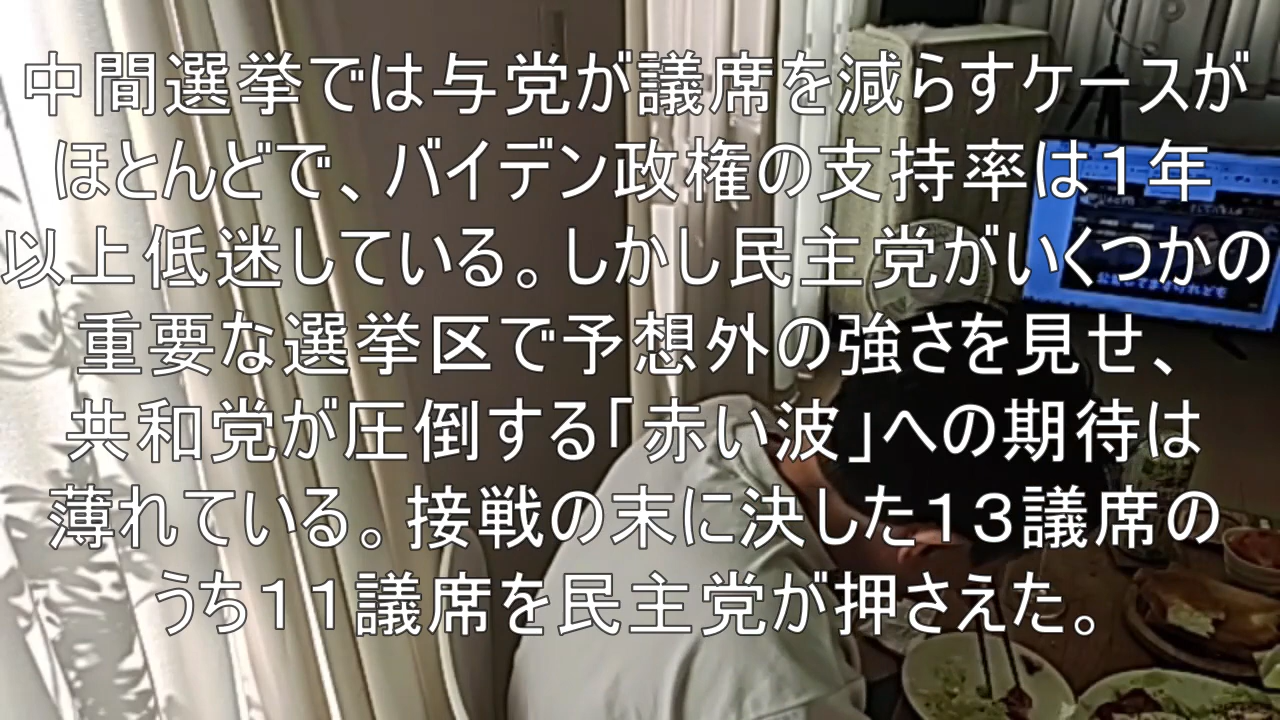 中間選挙では与党が議席を減らすケースが
ほとんどで、バイデン政権の支持率は１年
以上低迷している。しかし民主党がいくつかの
重要な選挙区で予想外の強さを見せ、
共和党が圧倒する「赤い波」への期待は
薄れている。接戦の末に決した１３議席の
うち１１議席を民主党が押さえた。